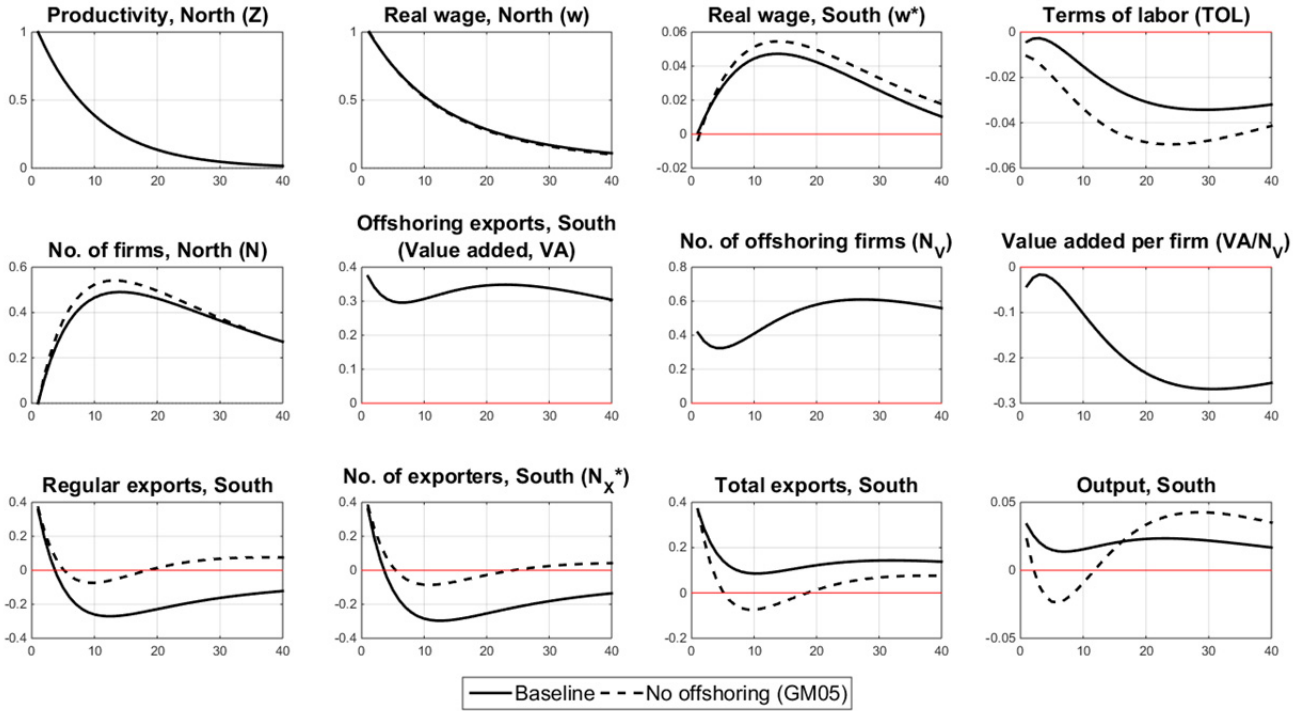 Productivity, North (Z)
Real wage, North (w)
Real wage, South (w*)
Terms of labor (TOL)
1
0.5
0
0 10 20 30 40
1
0.5
0
0 10 20 30 40
0.06
0.04
0.02
0
-0.02
0 10 20 30 40
0
-0.02
-0.04
-0.06
0 10 20 30 40
No. of firms, North (N)
Offshoring exports, South
(Value added, VA)
No. of offshoring firms (N_V)
Value added per firm (VA/N_V)
0.6
0.4
0.2
0
0 10 20 30 40
0.4
0.3
0.2
0.1
0
0 10 20 30 40
0.8
0.6
0.4
0.2
0
0 10 20 30 40
0
-0.1
-0.2
-0.3
0 10 20 30 40
Regular exports, South
No. of exporters, South (N_X*)
Total exports, South
Output, South
0.4
0.2
0
-0.2
-0.4
0 10 20 30 40
0.4
0.2
0
-0.2
-0.4
0 10 20 30 40
0.4
0.2
0
-0.2
0 10 20 30 40
0.05
0
-0.05
0 10 20 30 40
Baseline
No offshoring (GM05)